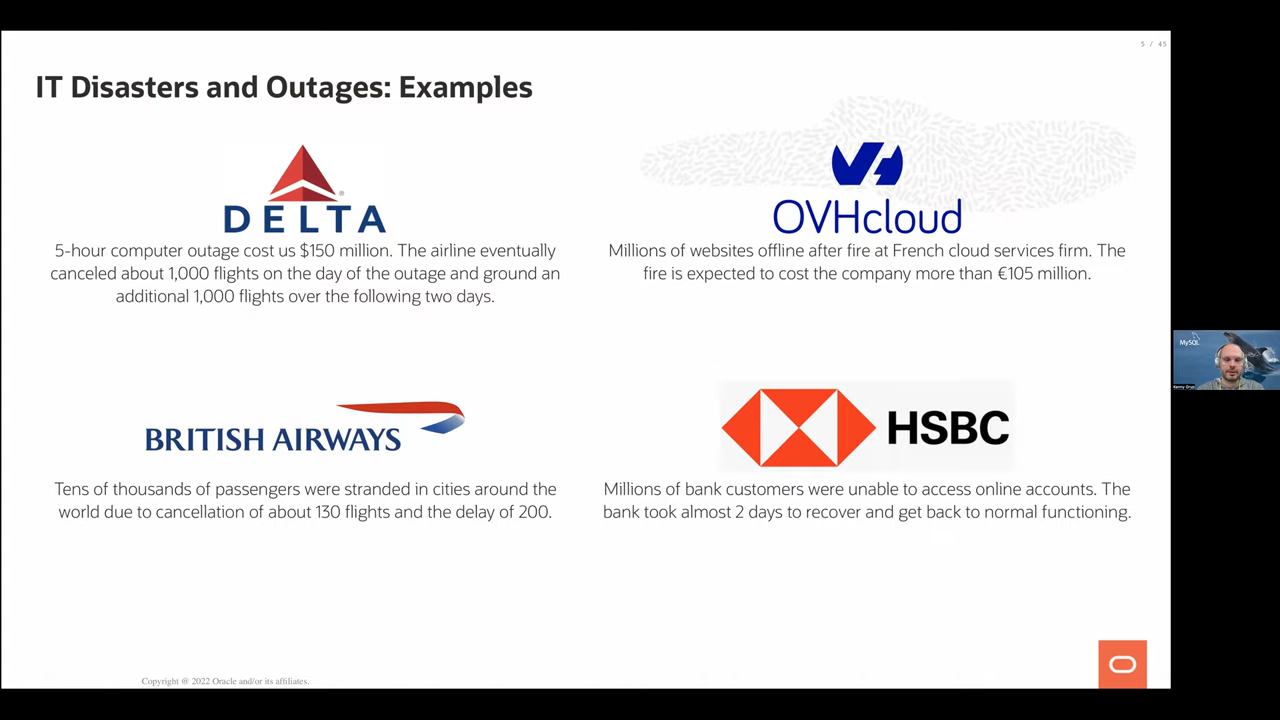 5 / 45
IT Disasters and Outages: Examples
DELTA
®
5-hour computer outage cost us $150 million. The airline eventually
canceled about 1,000 flights on the day of the outage and ground an
additional 1,000 flights over the following two days.
OVHcloud
Millions of websites offline after fire at French cloud services firm. The
fire is expected to cost the company more than €105 million.
BRITISH AIRWAYS
Tens of thousands of passengers were stranded in cities around the
world due to cancellation of about 130 flights and the delay of 200.
HSBC
Millions of bank customers were unable to access online accounts. The
bank took almost 2 days to recover and get back to normal functioning.
MySQL
Copyright @ 2022 Oracle and/or its affiliates.